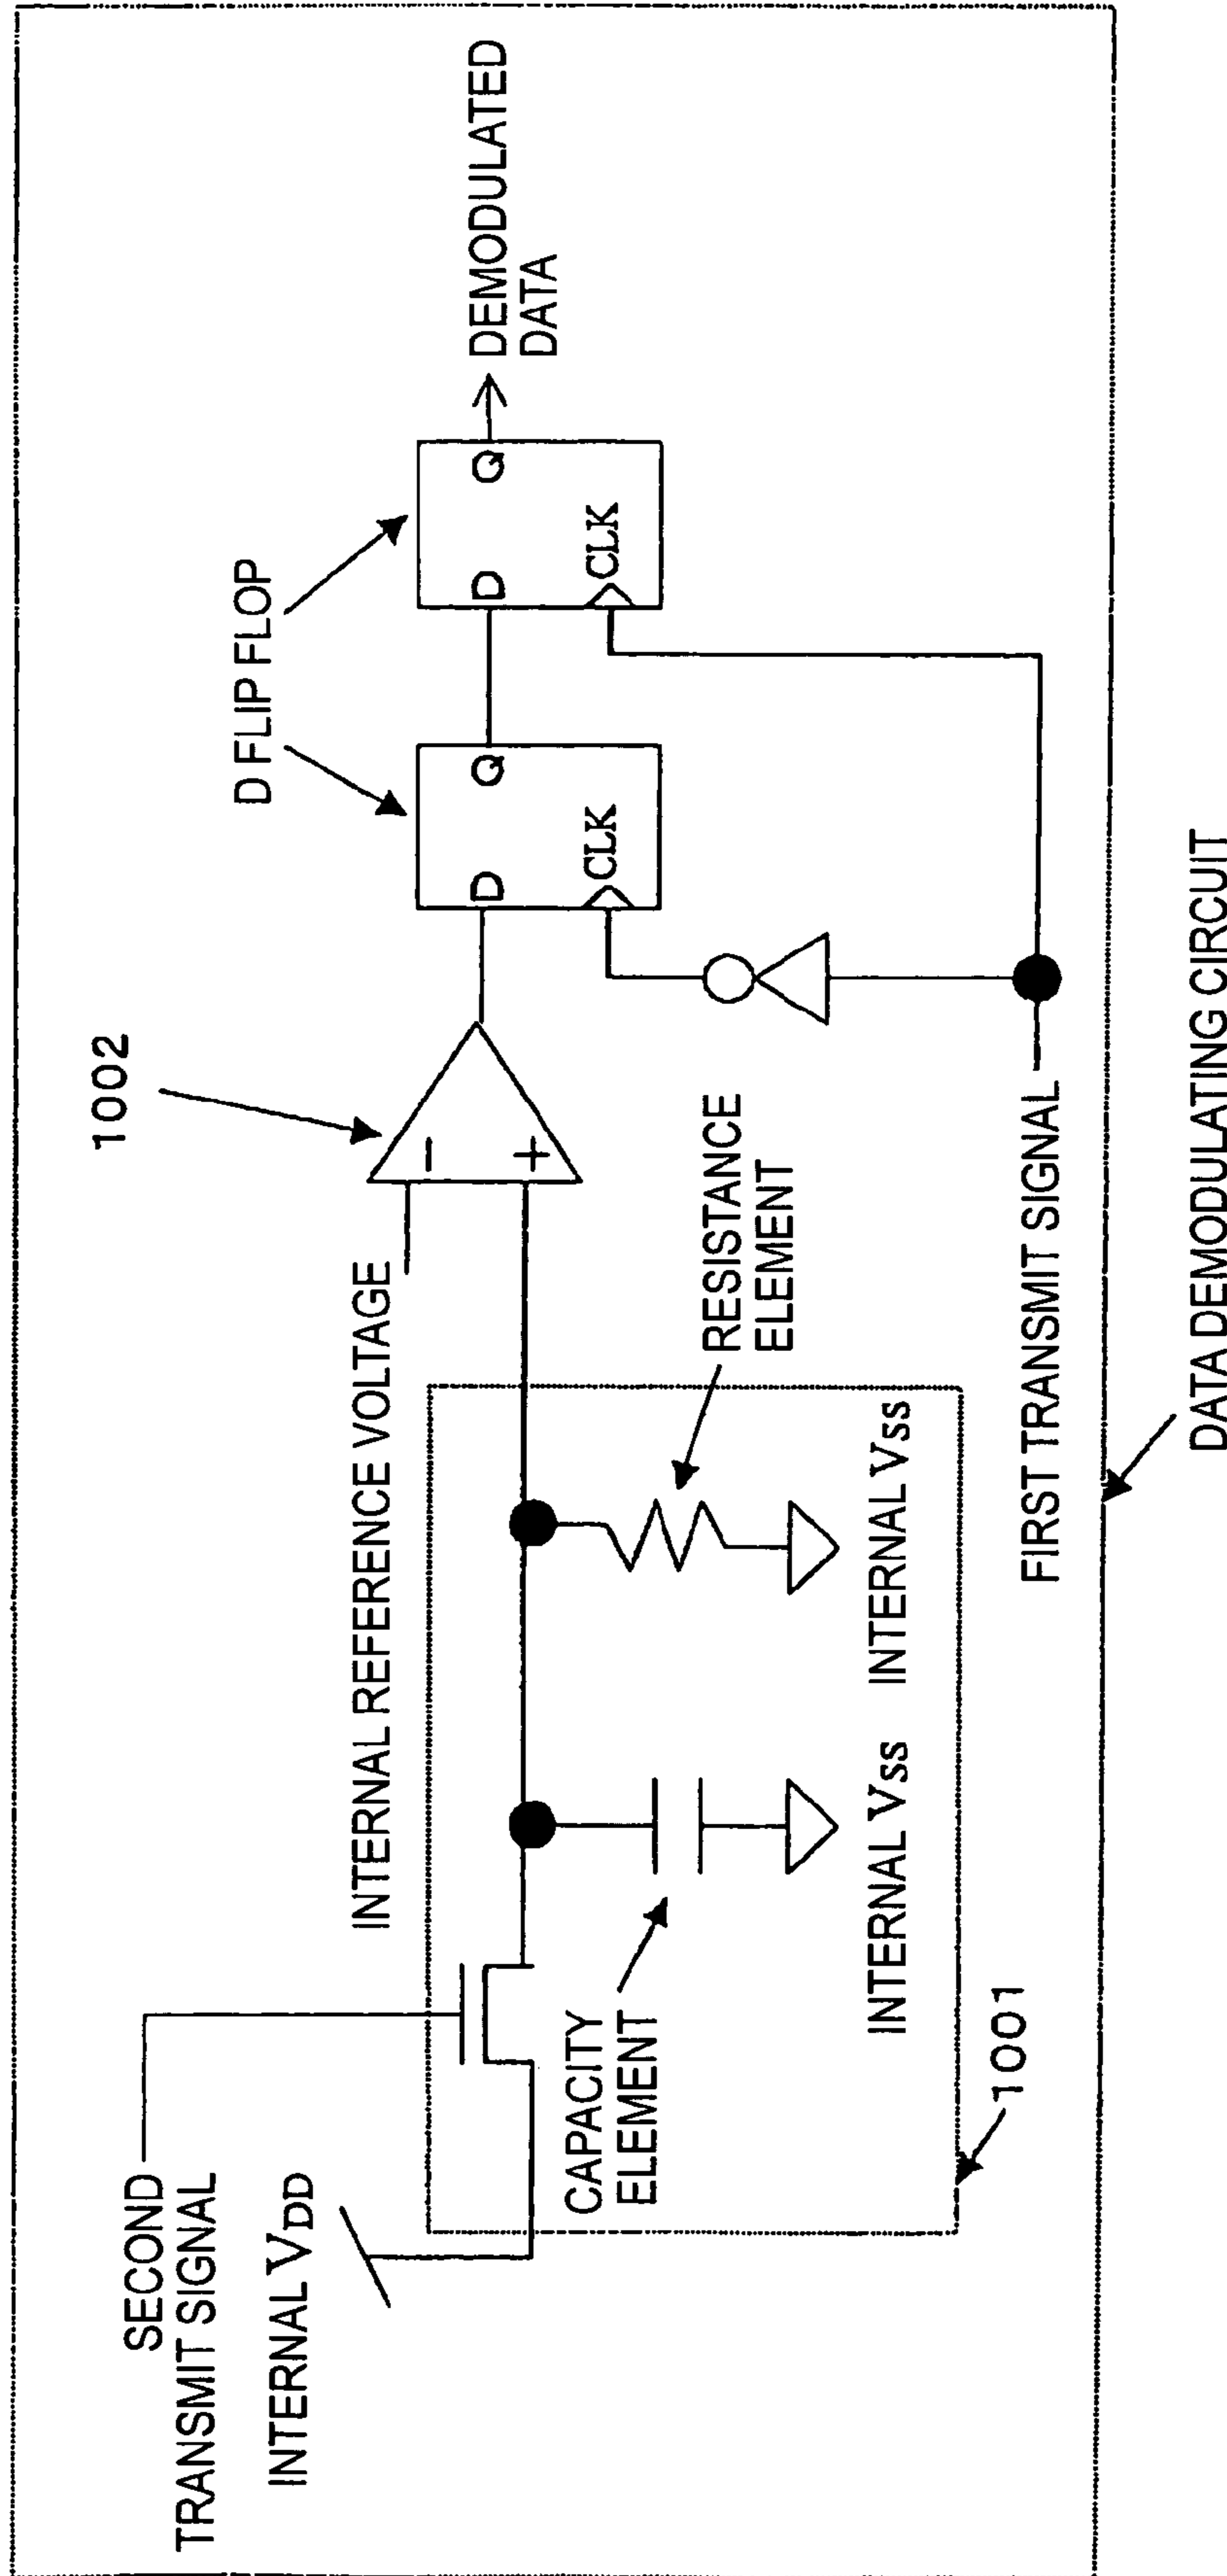 SECOND
TRANSMIT SIGNAL
INTERNAL VDD
INTERNAL REFERENCE VOLTAGE
1002
D FLIP FLOP
−
+
D
Q
CLK
D
Q
CLK
DEMODULATED
DATA
CAPACITY
ELEMENT
RESISTANCE
ELEMENT
INTERNAL Vss
INTERNAL Vss
1001
FIRST TRANSMIT SIGNAL
DATA DEMODULATING CIRCUIT